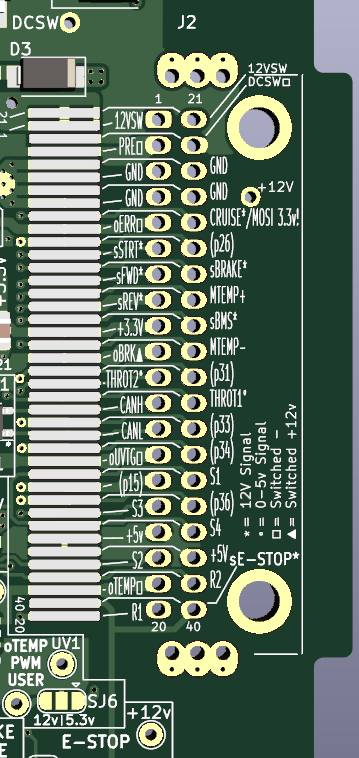 DCSW
J2
D3
12VSW
DCSW□
1 21
12VSW
PRE□
GND GND
GND GND
+12V
oERR□ CRUISE*/MOSI 3.3v!
sSTRT* (p26)
sFWD* sBRAKE*
sREV* MTEMP+
+3.3V sBMS*
oBRK▲ MTEMP-
THROT2° (p31)
CANH THROT1°
CANL (p33)
oUVTG□ (p34)
(p15) S1
S3 (p36)
+5v S4
S2 +5V
sE-STOP*
oTEMP□ R2
R1
20 40
* = 12V Signal
° = 0-5v Signal
□ = Switched -
▲ = Switched +12v
21
1
40
20
oTEMP
PWM
USER
UV1
SJ6
12v|5.3v
+12v
E-STOP